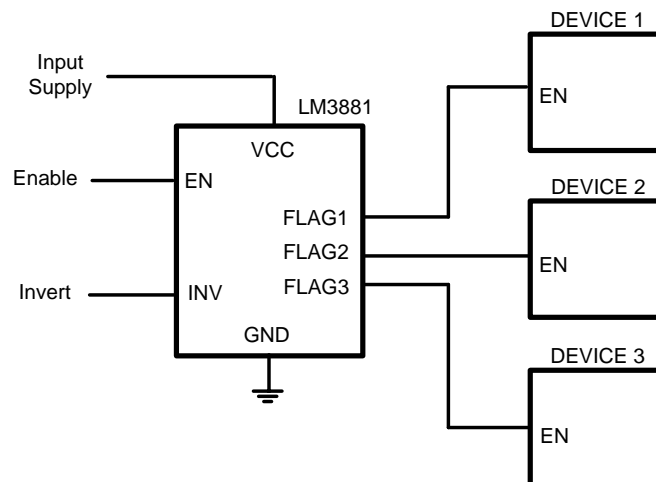 DEVICE 1
Input
Supply
LM3881
EN
VCC
Enable
EN
DEVICE 2
FLAG1
FLAG2
EN
Invert
INV
FLAG3
GND
DEVICE 3
EN